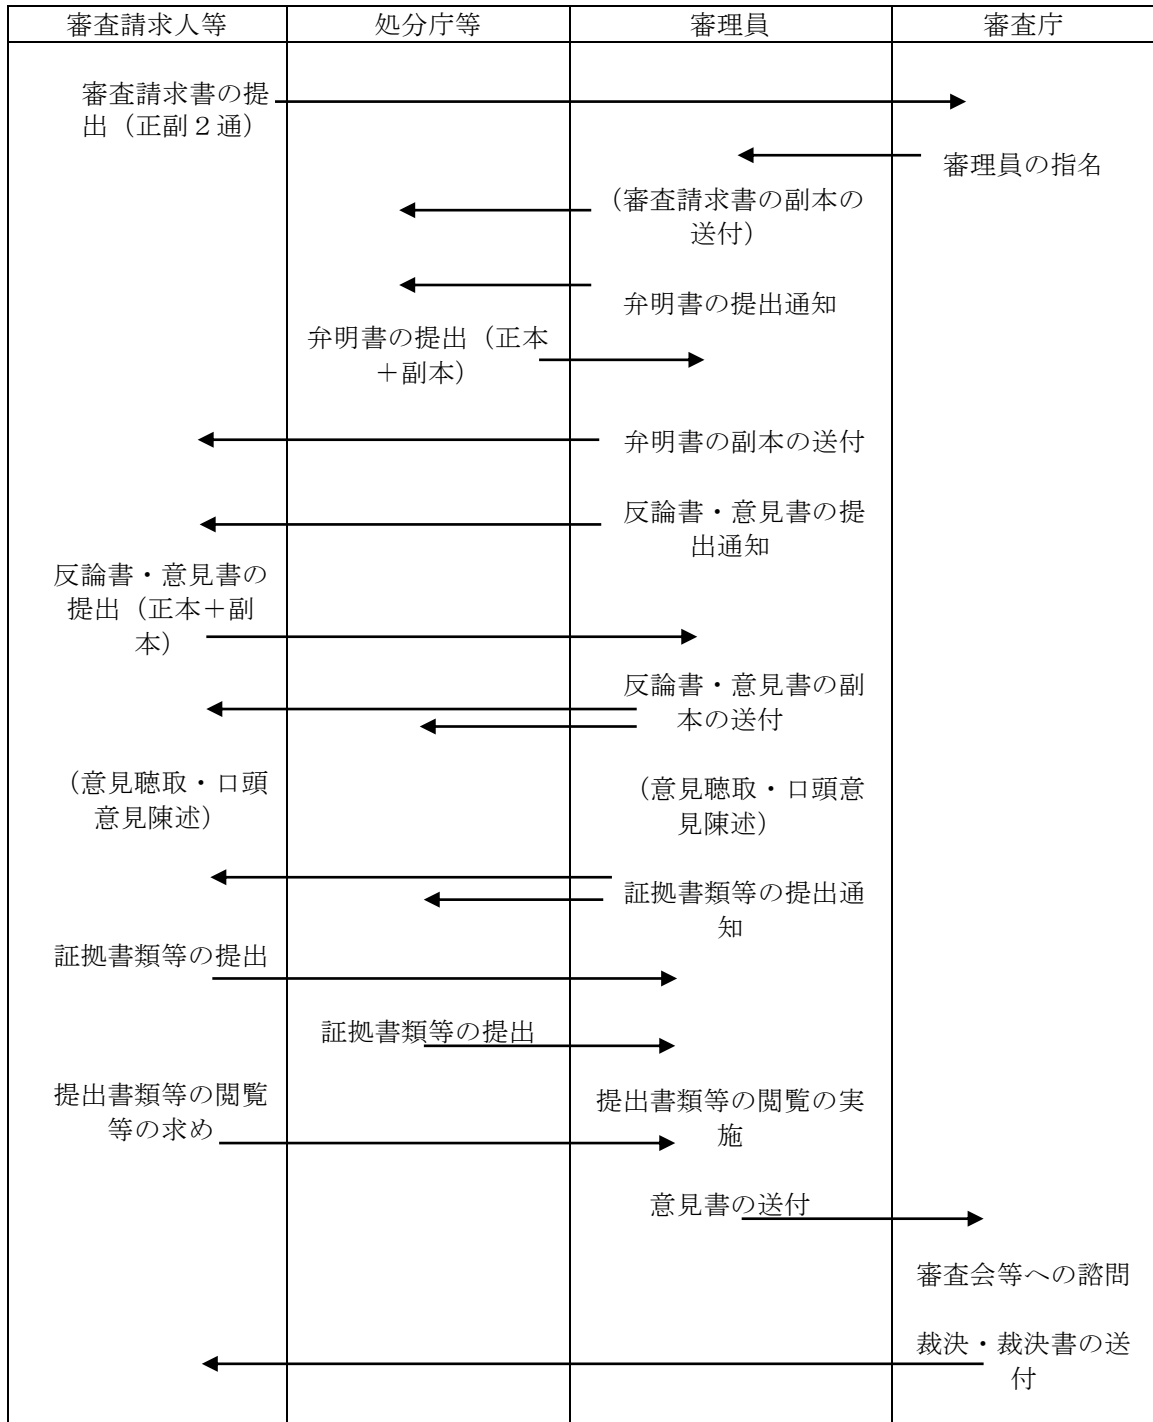 審査請求人等
処分庁等
審理員
審査庁
審査請求書の提
出（正副２通）
審理員の指名
（審査請求書の副本の
送付）
弁明書の提出通知
弁明書の提出（正本
＋副本）
弁明書の副本の送付
反論書・意見書の提
出通知
反論書・意見書の
提出（正本＋副
本）
反論書・意見書の副
本の送付
（意見聴取・口頭
意見陳述）
（意見聴取・口頭意
見陳述）
証拠書類等の提出通
知
証拠書類等の提出
証拠書類等の提出
提出書類等の閲覧
等の求め
提出書類等の閲覧の実
施
意見書の送付
審査会等への諮問
裁決・裁決書の送
付